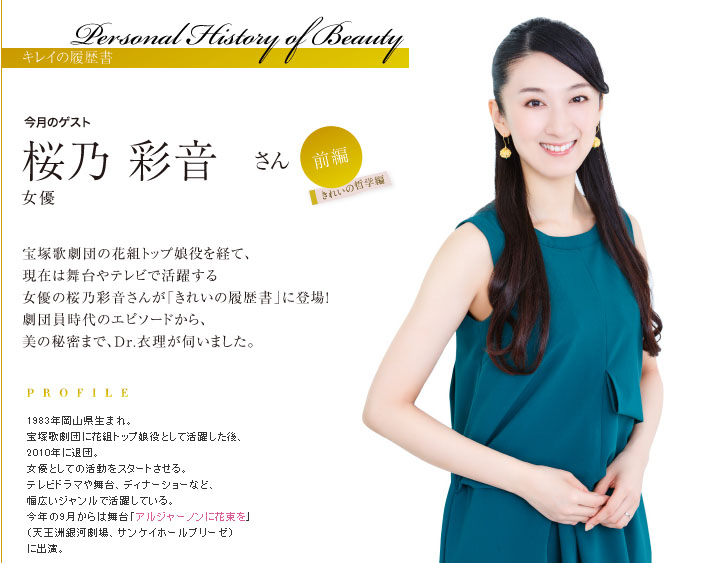 Personal History of Beauty
キレイの履歴書
今月のゲスト
桜乃 彩音 さん
前編
きれいの哲学編
女優
宝塚歌劇団の花組トップ娘役を経て、
現在は舞台やテレビで活躍する
女優の桜乃彩音さんが「きれいの履歴書」に登場!
劇団員時代のエピソードから、
美の秘密まで、Dr.衣理が伺いました。
PROFILE
1983年岡山県生まれ。
宝塚歌劇団に花組トップ娘役として活躍した後、
2010年に退団。
女優としての活動をスタートさせる。
テレビドラマや舞台、ディナーショーなど、
幅広いジャンルで活躍している。
今年の9月からは舞台「アルジャーノンに花束を」
(天王洲銀河劇場、サンケイホールブリーゼ)
に出演。